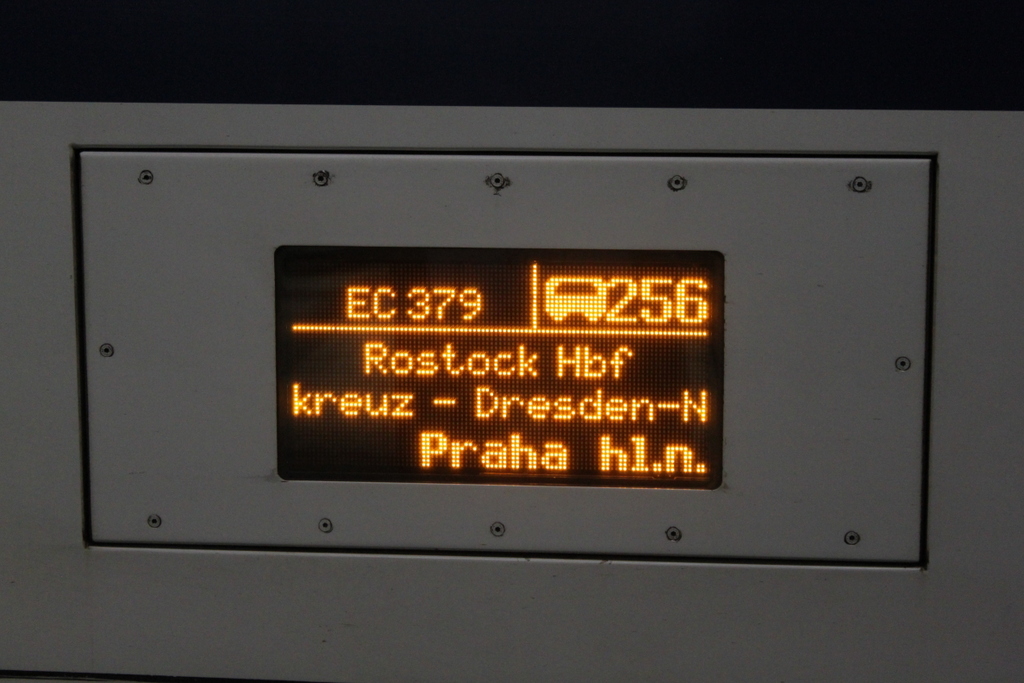 EC 379 256
Rostock Hbf
kreuz - Dresden-N
Praha hl.n.